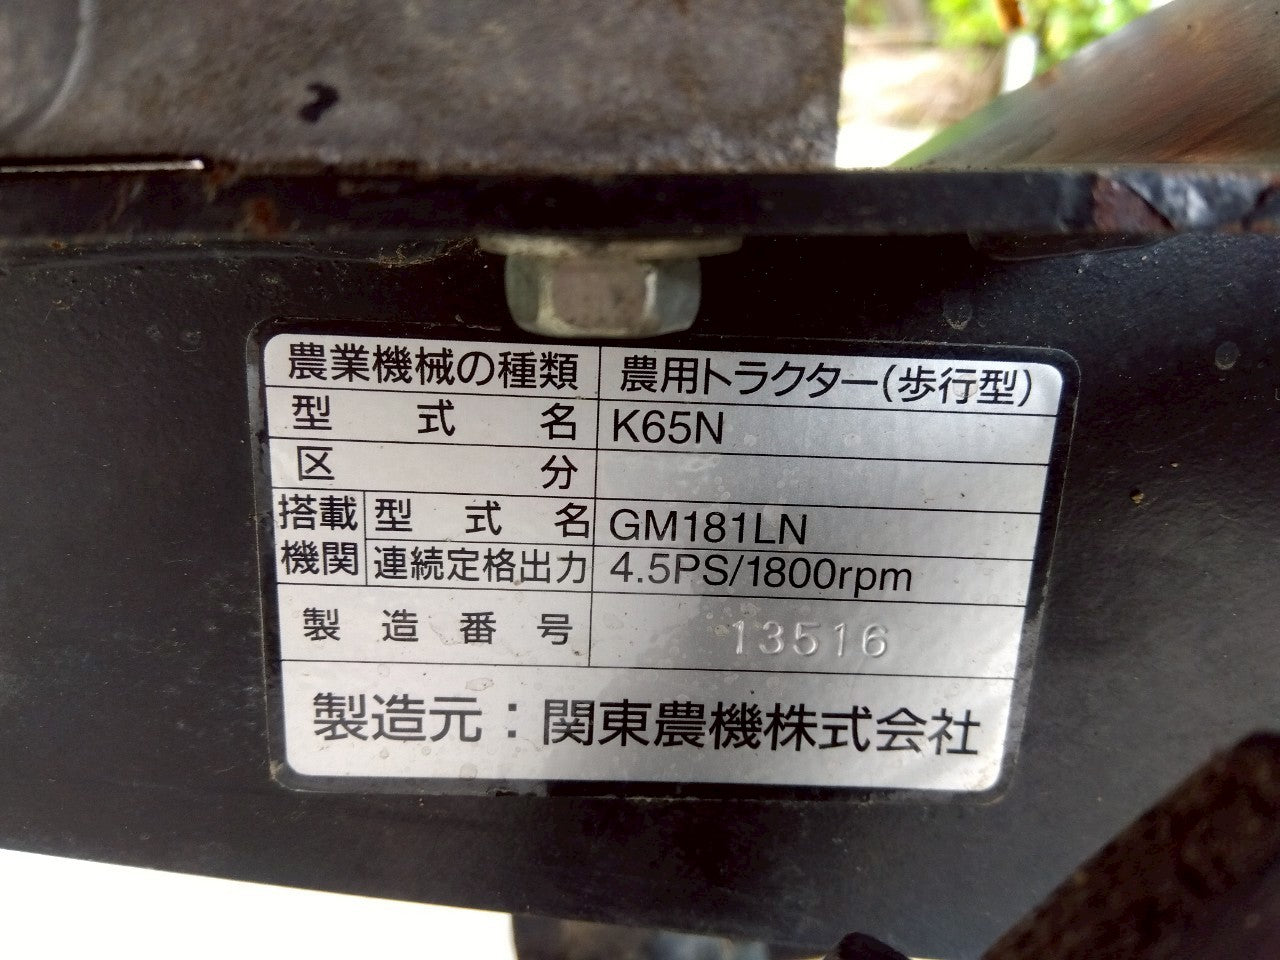 農業機械の種類 農用トラクター(歩行型)
型式名 K65N
区分
搭載機関 型式名 GM181LN
連続定格出力 4.5PS/1800rpm
製造番号 13516
製造元：関東農機株式会社